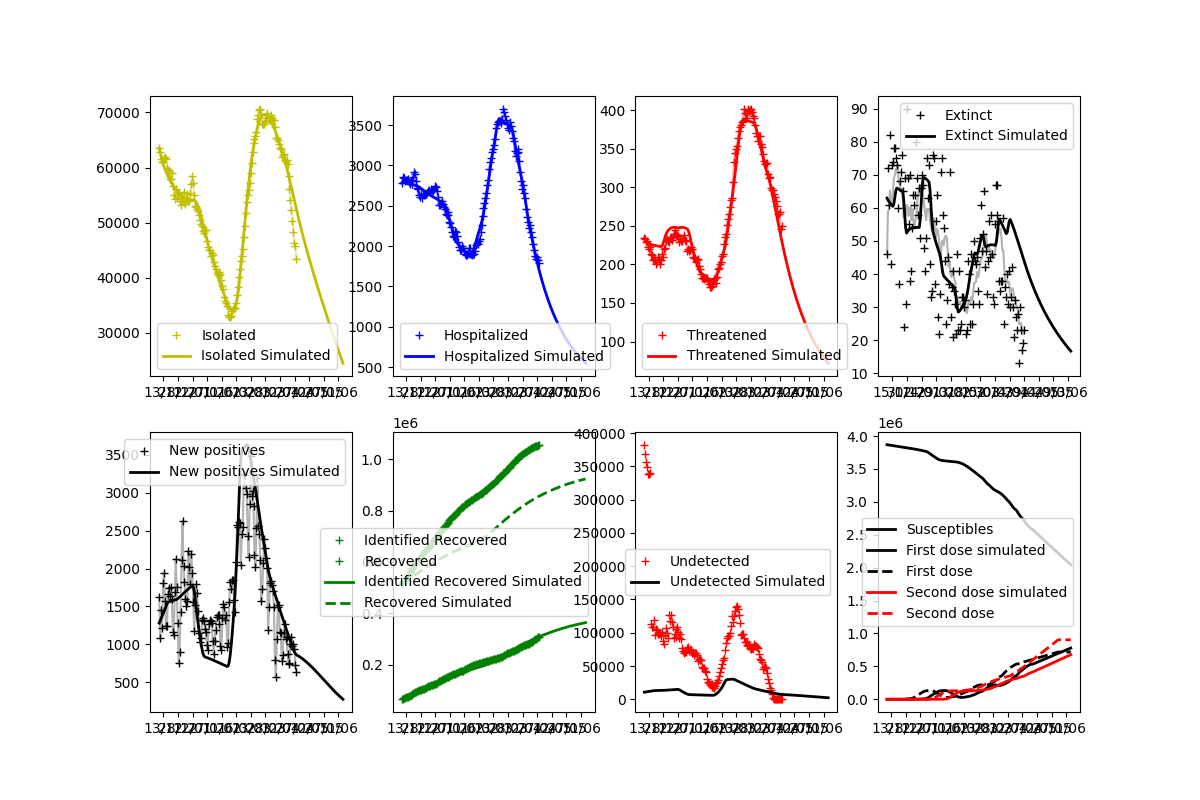 70000
60000
50000
40000
30000
Isolated
Isolated Simulated
3500
3000
2500
2000
1500
1000
500
Hospitalized
Hospitalized Simulated
400
350
300
250
200
150
100
Threatened
Threatened Simulated
90
80
70
60
50
40
30
20
10
Extinct
Extinct Simulated
3500
3000
2500
2000
1500
1000
500
New positives
New positives Simulated
1e6
1.0
0.8
0.6
0.4
0.2
Identified Recovered
Recovered
Identified Recovered Simulated
Recovered Simulated
400000
350000
300000
250000
200000
150000
100000
50000
0
Undetected
Undetected Simulated
1e6
4.0
3.5
3.0
2.5
2.0
1.5
1.0
0.5
0.0
Susceptibles
First dose simulated
First dose
Second dose simulated
Second dose